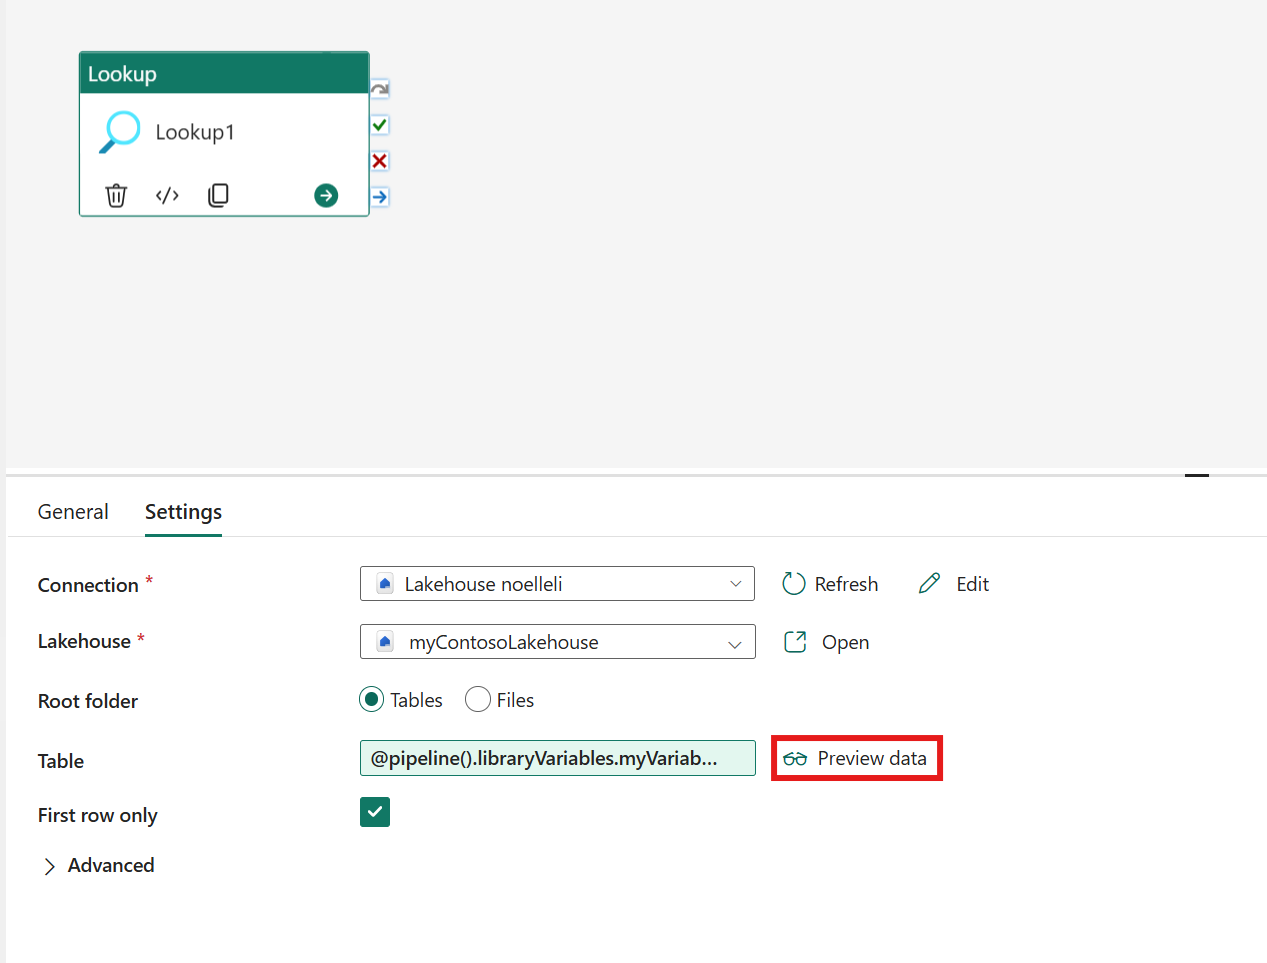 Lookup
Lookup1
General Settings
Connection * Lakehouse noelleli Refresh Edit
Lakehouse * myContosoLakehouse Open
Root folder Tables Files
Table @pipeline().libraryVariables.myVariab... Preview data
First row only
Advanced